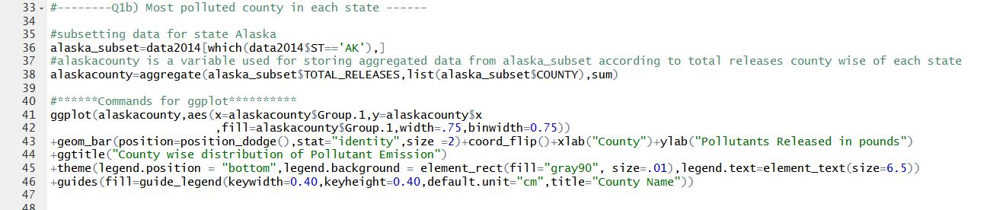 33 #--------Q1b) Most polluted county in each state ------
34
35 #subsetting data for state Alaska
36 alaska_subset=data2014[which(data2014$ST=='AK'),]
37 #alaskacounty is a variable used for storing aggregated data from alaska_subset according to total releases county wise of each state
38 alaskacounty=aggregate(alaska_subset$TOTAL_RELEASES,list(alaska_subset$COUNTY),sum)
39
40 #******Commands for ggplot**********
41 ggplot(alaskacounty,aes(x=alaskacounty$Group.1,y=alaskacounty$x
42 ,fill=alaskacounty$Group.1,width=.75,binwidth=0.75))
43 +geom_bar(position=position_dodge(),stat="identity",size =2)+coord_flip()+xlab("County")+ylab("Pollutants Released in pounds")
44 +ggtitle("County wise distribution of Pollutant Emission")
45 +theme(legend.position = "bottom",legend.background = element_rect(fill="gray90", size=.01),legend.text=element_text(size=6.5))
46 +guides(fill=guide_legend(keywidth=0.40,keyheight=0.40,default.unit="cm",title="County Name"))
47
48